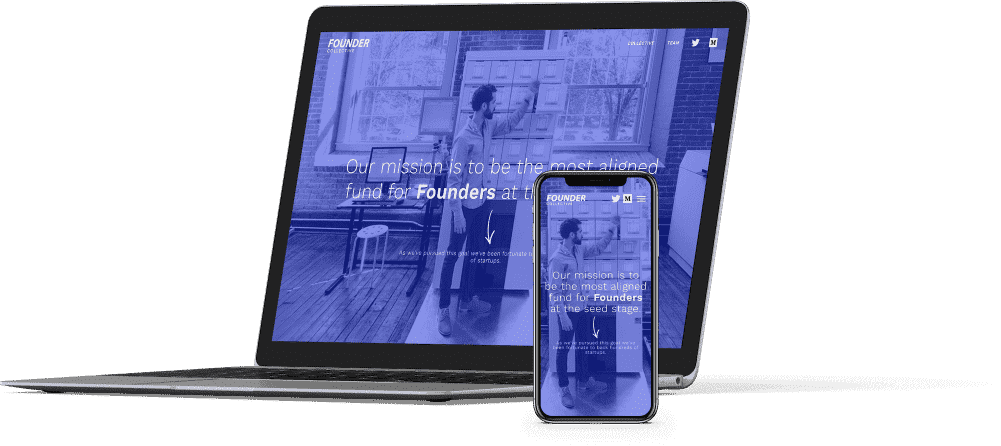 FOUNDER
COLLECTIVE
COLLECTIVE TEAM M
Our mission is to be the most aligned
fund for Founders at
As we've pursued this goal we've been fortunate
of startups.
FOUNDER
COLLECTIVE
M
Our mission is to
be the most aligned
fund for Founders
at the seed stage.
As we've pursued this goal we've
been fortunate to back hundreds of
startups.